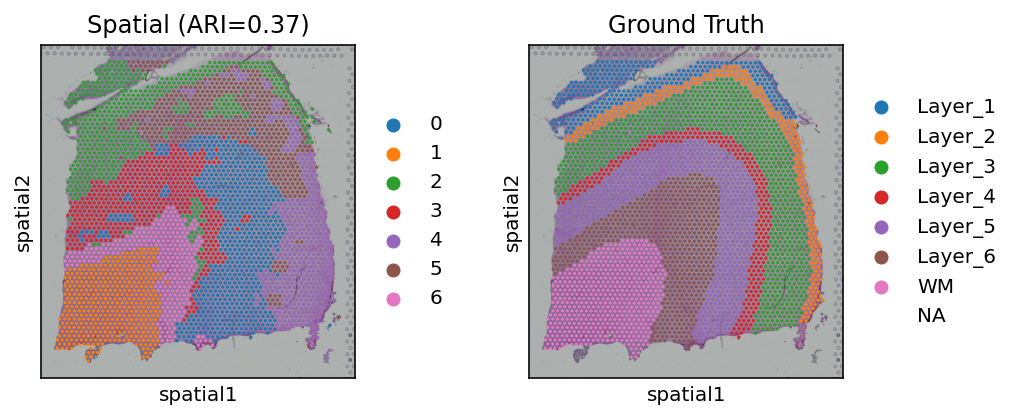 Spatial (ARI=0.37)
spatial2
spatial1
0
1
2
3
4
5
6
Ground Truth
spatial2
spatial1
Layer_1
Layer_2
Layer_3
Layer_4
Layer_5
Layer_6
WM
NA